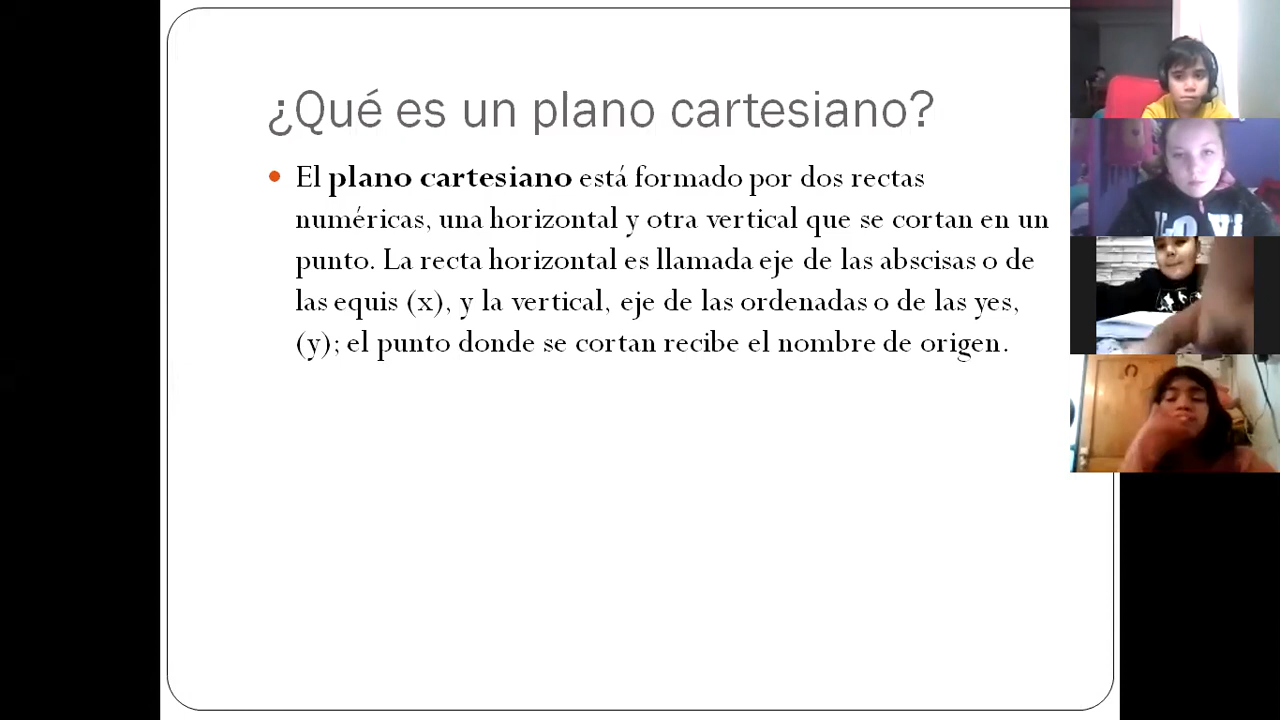 ¿Qué es un plano cartesiano?
El plano cartesiano está formado por dos rectas
numéricas, una horizontal y otra vertical que se cortan en un
punto. La recta horizontal es llamada eje de las abscisas o de
las equis (x), y la vertical, eje de las ordenadas o de las yes,
(y); el punto donde se cortan recibe el nombre de origen.